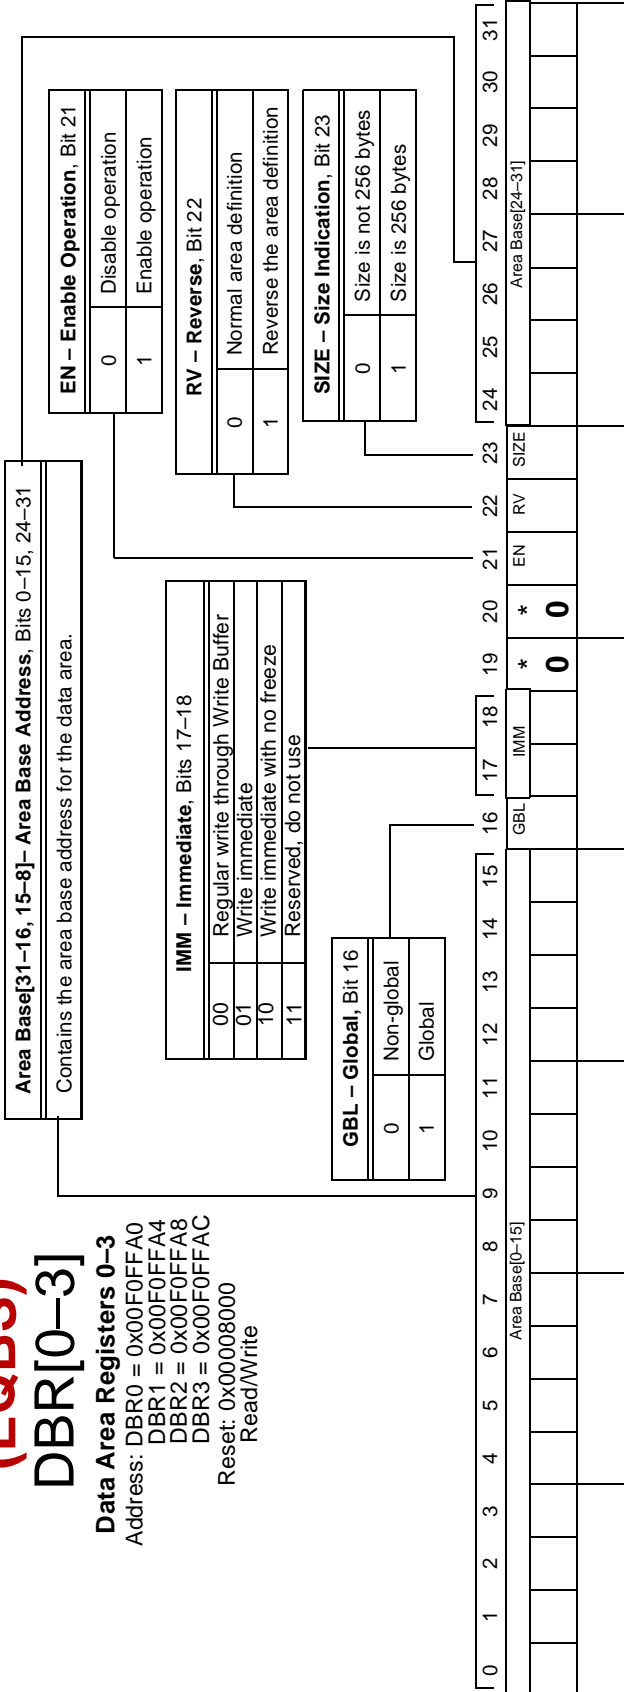 (EQBS)
DBR[0–3]
Data Area Registers 0–3
Address: DBR0 = 0x00F0FFA0
DBR1 = 0x00F0FFA4
DBR2 = 0x00F0FFA8
DBR3 = 0x00F0FFAC
Reset: 0x00008000
Read/Write
Area Base[31–16, 15–8]– Area Base Address, Bits 0–15, 24–31
Contains the area base address for the data area.
EN – Enable Operation, Bit 21
0 Disable operation
1 Enable operation
RV – Reverse, Bit 22
0 Normal area definition
1 Reverse the area definition
SIZE – Size Indication, Bit 23
0 Size is not 256 bytes
1 Size is 256 bytes
IMM – Immediate, Bits 17–18
00 Regular write through Write Buffer
01 Write immediate
10 Write immediate with no freeze
11 Reserved, do not use
GBL – Global, Bit 16
0 Non-global
1 Global
0 1 2 3 4 5 6 7 8 9 10 11 12 13 14 15 16 17 18 19 20 21 22 23 24 25 26 27 28 29 30 31
Area Base[0–15] GBL IMM * * EN RV SIZE Area Base[24–31]
0 0